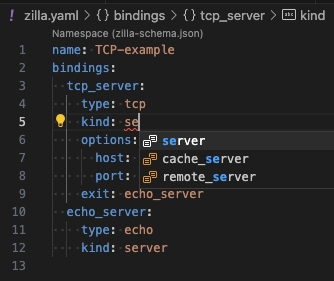 ! zilla.yaml > {} bindings > {} tcp_server > abc kind
Namespace (zilla-schema.json)
1 name: TCP-example
2 bindings:
3 tcp_server:
4 type: tcp
5 kind: se
6 options: server
7 host: cache_server
8 port: remote_server
9 exit: echo_server
10 echo_server:
11 type: echo
12 kind: server
13